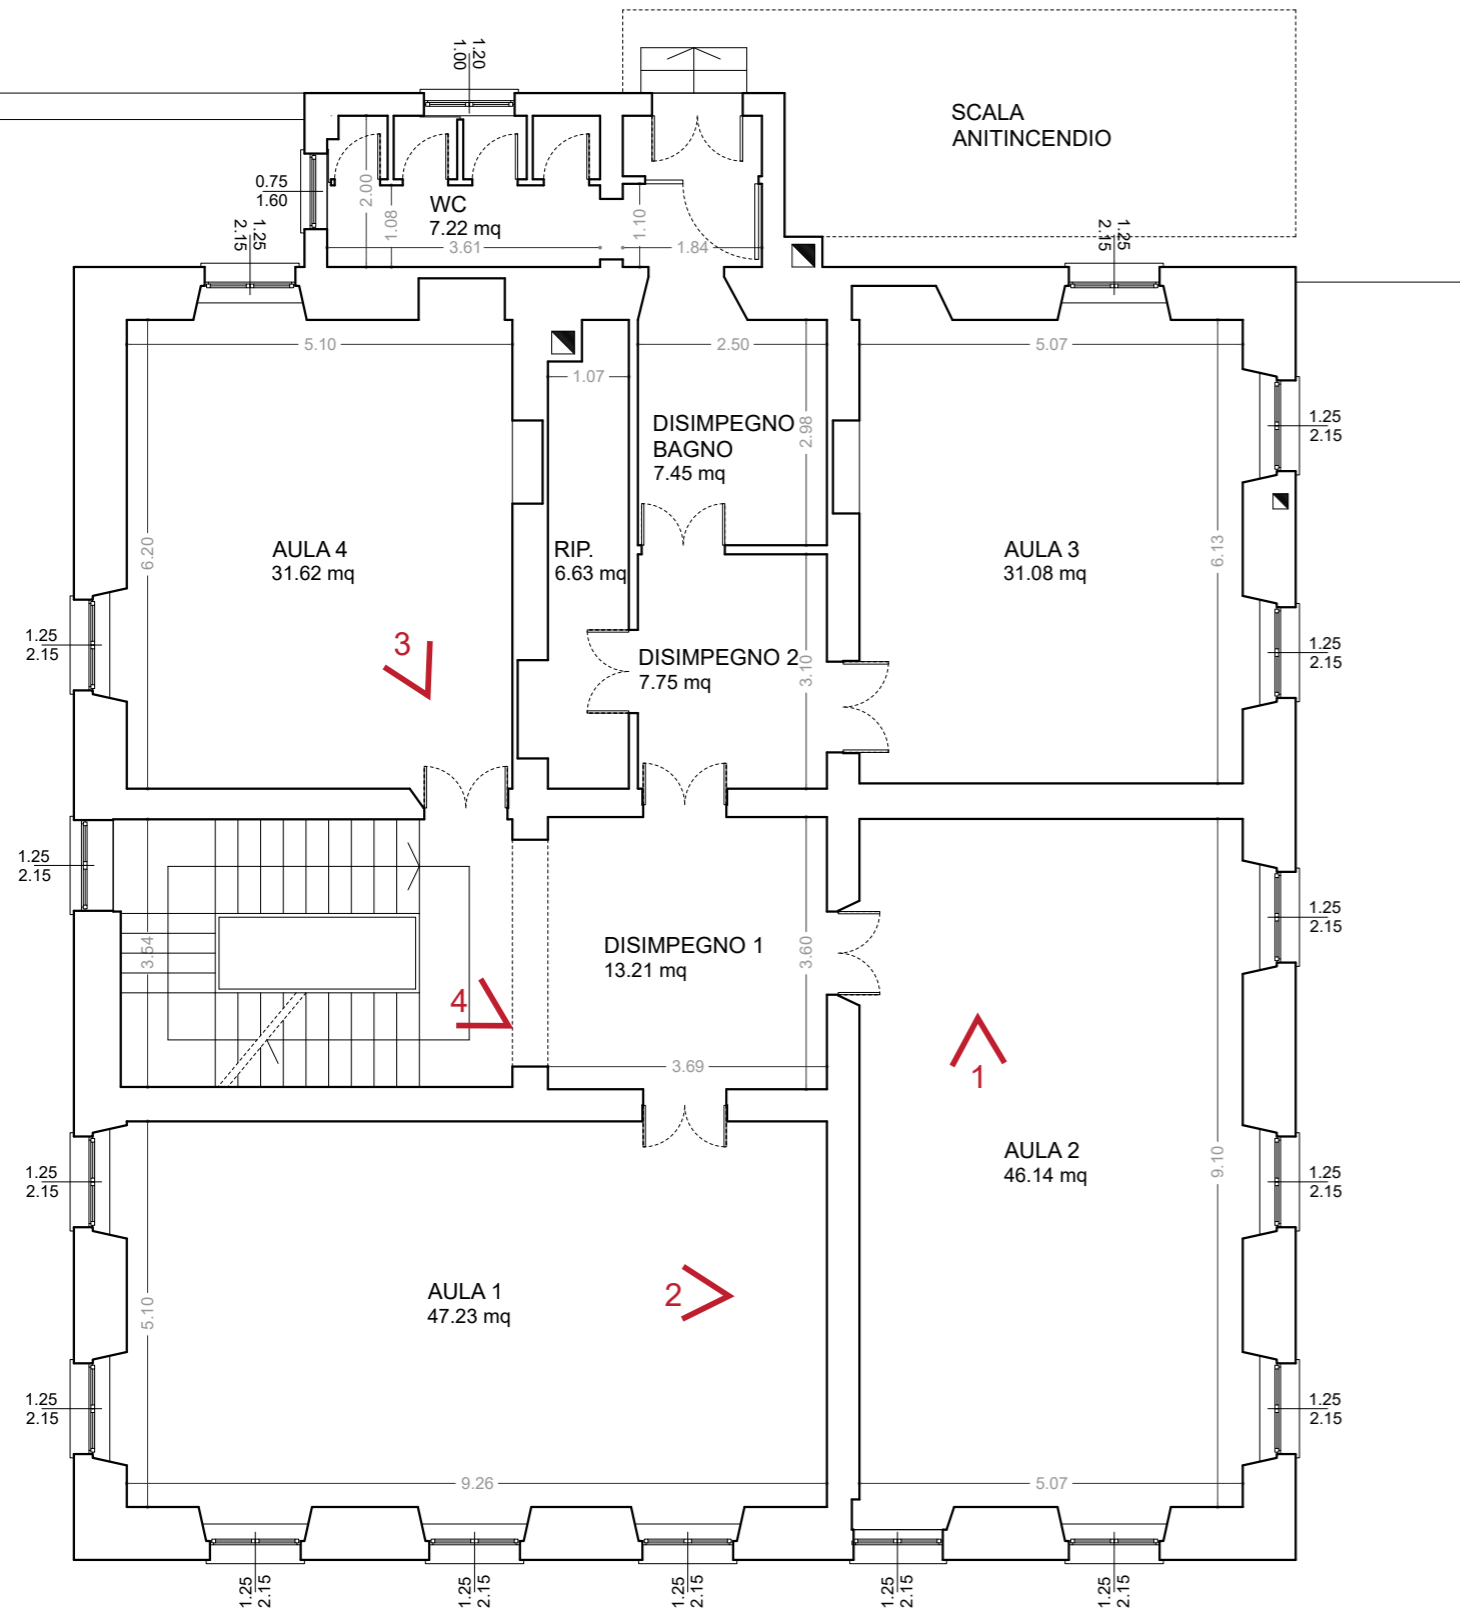 1.20
1.00
SCALA
ANITINCENDIO
0.75
1.60
2.00
1.08
WC
7.22 mq
3.61
1.10
1.84
1.25
2.15
1.25
2.15
5.10
1.07
2.50
5.07
DISIMPEGNO
BAGNO
7.45 mq
2.98
1.25
2.15
6.20
AULA 4
31.62 mq
RIP.
6.63 mq
AULA 3
31.08 mq
6.13
1.25
2.15
3
DISIMPEGNO 2
7.75 mq
3.10
1.25
2.15
1.25
2.15
3.54
DISIMPEGNO 1
13.21 mq
3.60
1.25
2.15
4
3.69
1
1.25
2.15
5.10
AULA 1
47.23 mq
2
AULA 2
46.14 mq
9.10
1.25
2.15
1.25
2.15
1.25
2.15
9.26
5.07
1.25
2.15
1.25
2.15
1.25
2.15
1.25
2.15
1.25
2.15